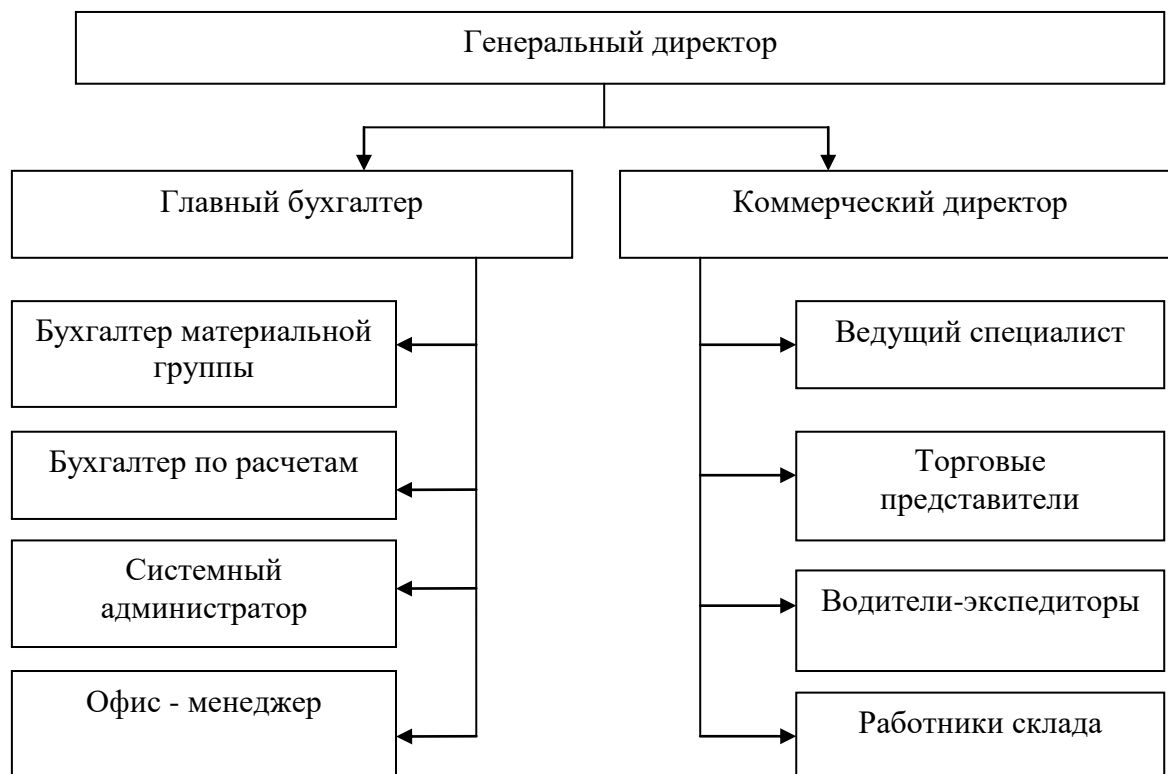 Генеральный директор
Главный бухгалтер
Коммерческий директор
Бухгалтер материальной
группы
Ведущий специалист
Бухгалтер по расчетам
Торговые
представители
Системный
администратор
Водители-экспедиторы
Офис - менеджер
Работники склада